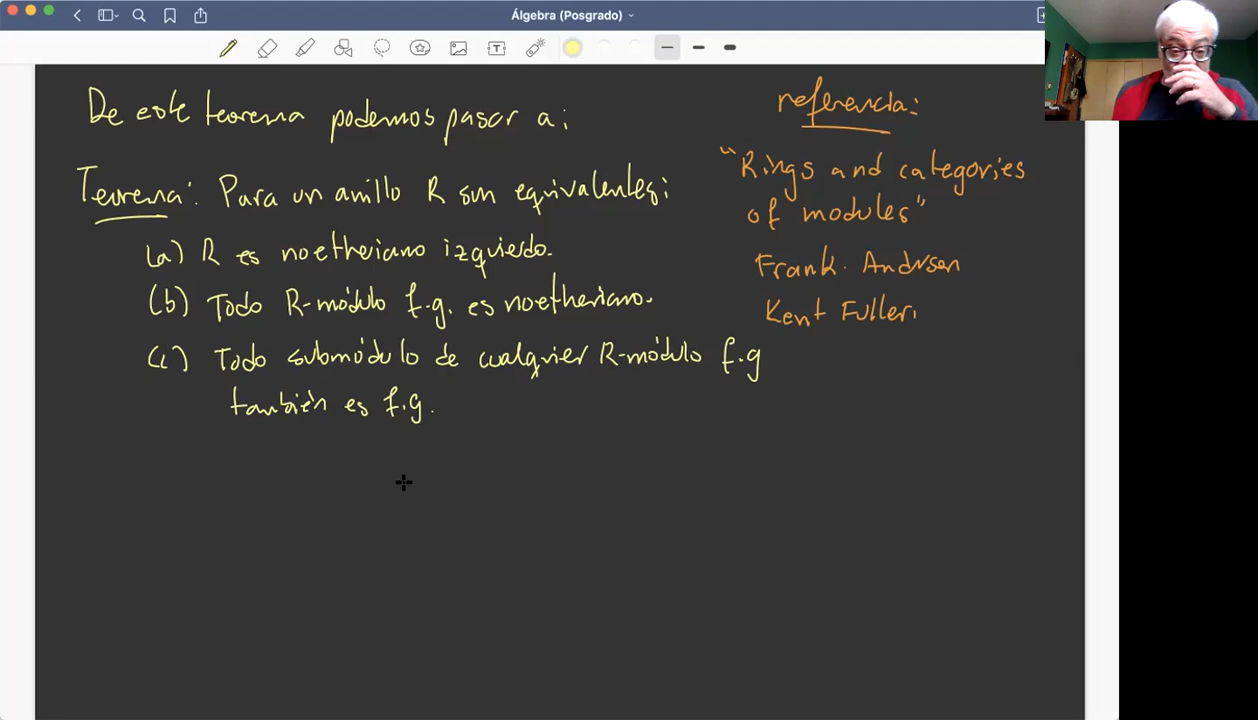 Álgebra (Posgrado)
De este teorema podemos pasar a:
Teorema: Para un anillo R son equivalentes:
(a) R es noetheriano izquierdo.
(b) Todo R-módulo f.g. es noetheriano.
(c) Todo submódulo de cualquier R-módulo f.g
también es f.g.
referencia:
"Rings and categories
of modules"
Frank. Anderson
Kent Fuller.